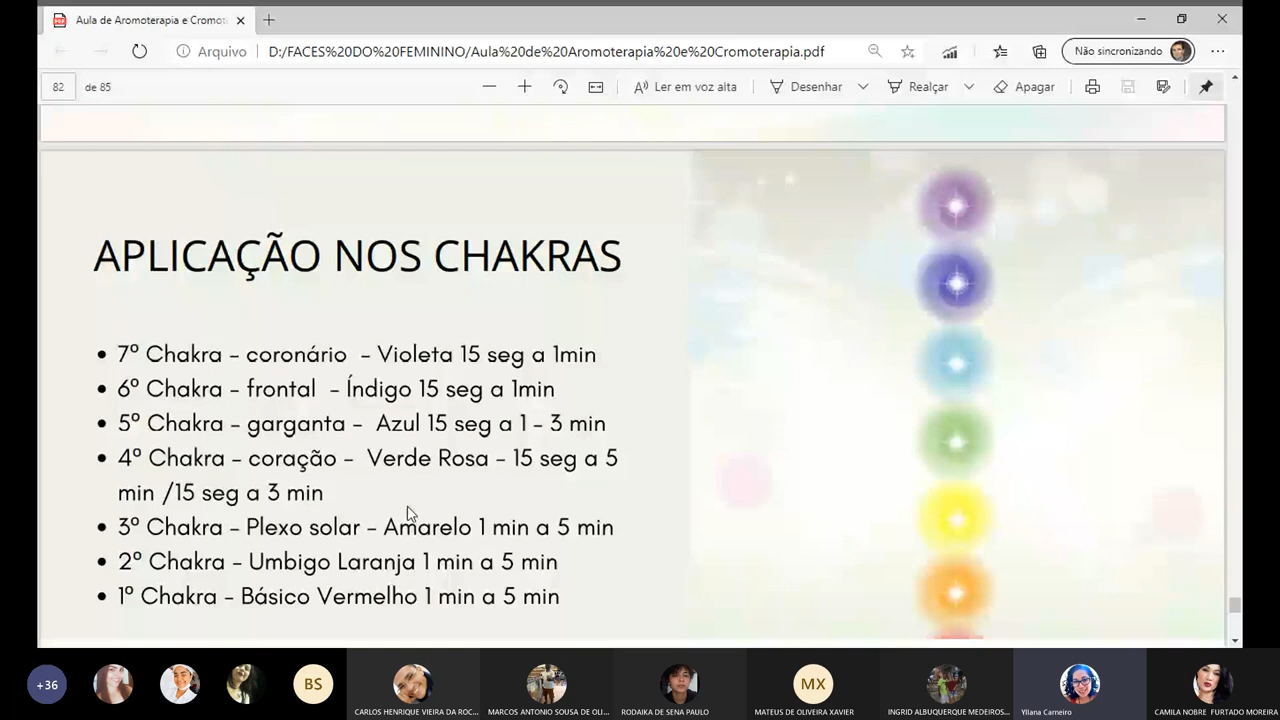 Aula de Aromoterapia e Cromot
Arquivo
D:/FACES%20DO%20FEMININO/Aula%20de%20Aromoterapia%20e%20Cromoterapia.pdf
Não sincronizando
82 de 85
Ler em voz alta
Desenhar
Realçar
Apagar
APLICAÇÃO NOS CHAKRAS
• 7º Chakra – coronário – Violeta 15 seg a 1min
• 6º Chakra – frontal – Índigo 15 seg a 1min
• 5º Chakra – garganta – Azul 15 seg a 1 – 3 min
• 4º Chakra – coração – Verde Rosa – 15 seg a 5
min /15 seg a 3 min
• 3º Chakra – Plexo solar – Amarelo 1 min a 5 min
• 2º Chakra – Umbigo Laranja 1 min a 5 min
• 1º Chakra – Básico Vermelho 1 min a 5 min
+36
BS
MX
CARLOS HENRIQUE VIEIRA DA ROC...
MARCOS ANTONIO SOUSA DE OLI...
RODAIKA DE SENA PAULO
MATEUS DE OLIVEIRA XAVIER
INGRID ALBUQUERQUE MEDEIROS...
Yllana Carneiro
CAMILA NOBRE FURTADO MOREIRA